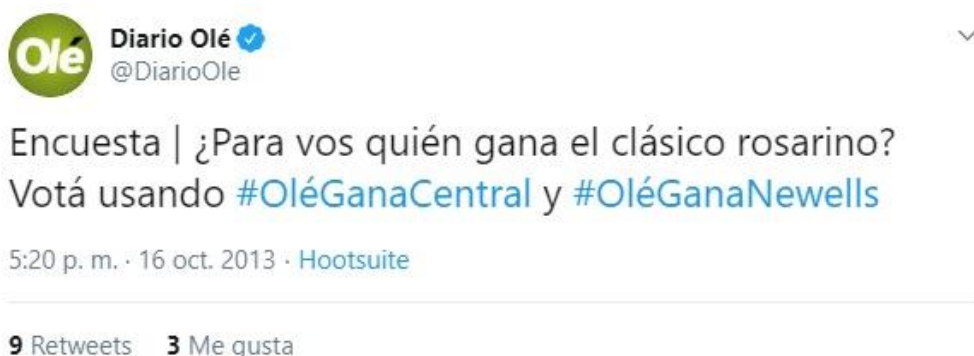 Olé
Diario Olé
@DiarioOle
Encuesta | ¿Para vos quién gana el clásico rosarino?
Votá usando #OléGanaCentral y #OléGanaNewells
5:20 p. m. · 16 oct. 2013 · Hootsuite
9 Retweets 3 Me gusta